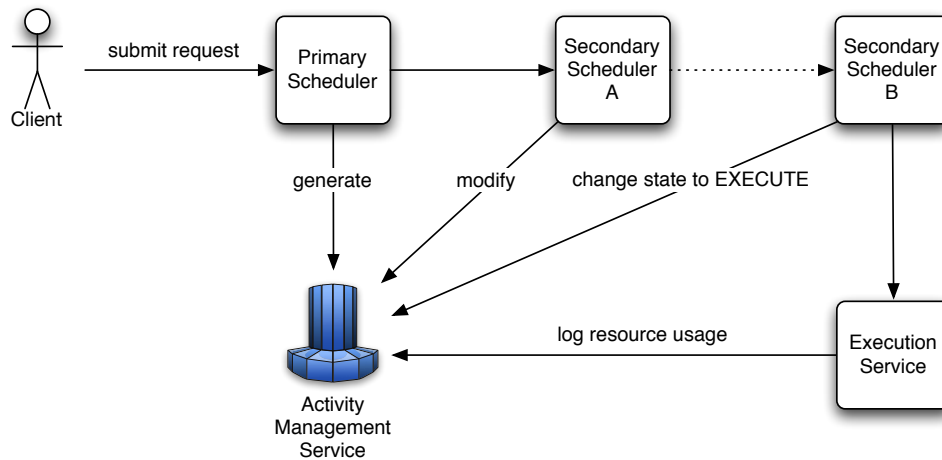 submit request
Primary
Scheduler
Secondary
Scheduler
A
Secondary
Scheduler
B
Client
generate
modify
change state to EXECUTE
log resource usage
Execution
Service
Activity
Management
Service